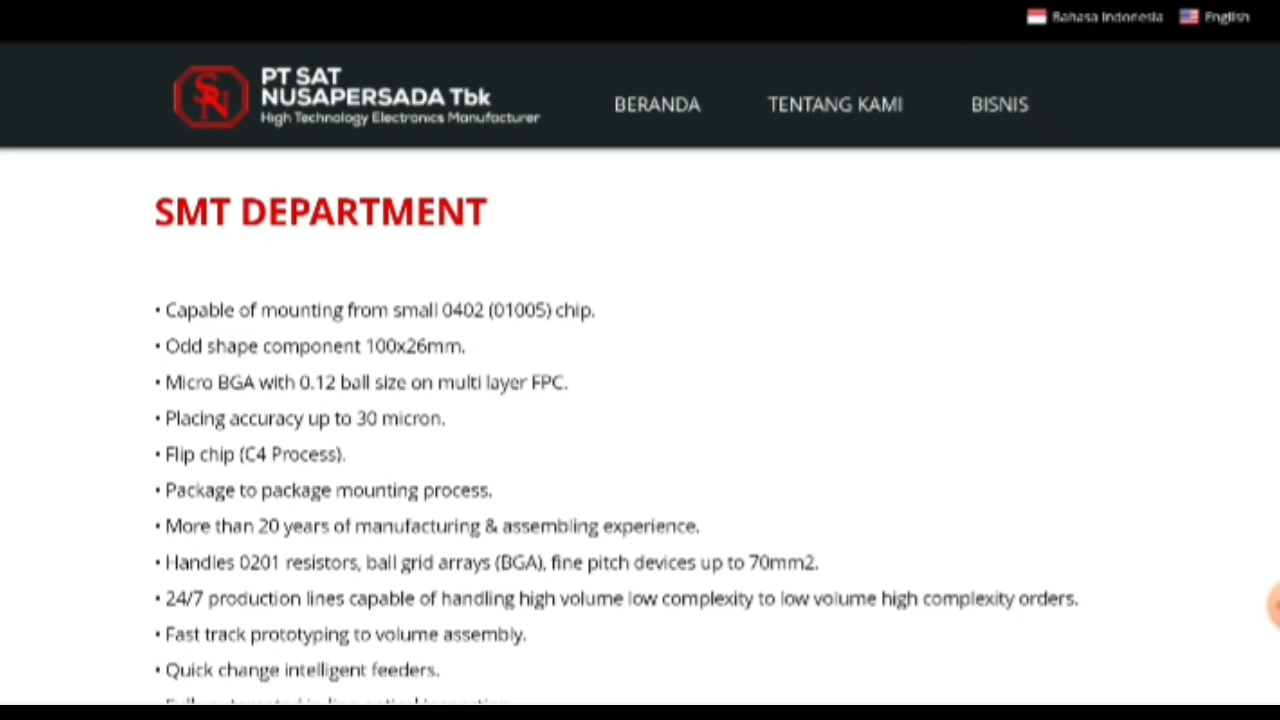 Bahasa Indonesia English
PT SAT
NUSAPERSADA Tbk
High Technology Electronics Manufacturer
BERANDA TENTANG KAMI BISNIS
SMT DEPARTMENT
• Capable of mounting from small 0402 (01005) chip.
• Odd shape component 100x26mm.
• Micro BGA with 0.12 ball size on multi layer FPC.
• Placing accuracy up to 30 micron.
• Flip chip (C4 Process).
• Package to package mounting process.
• More than 20 years of manufacturing & assembling experience.
• Handles 0201 resistors, ball grid arrays (BGA), fine pitch devices up to 70mm2.
• 24/7 production lines capable of handling high volume low complexity to low volume high complexity orders.
• Fast track prototyping to volume assembly.
• Quick change intelligent feeders.